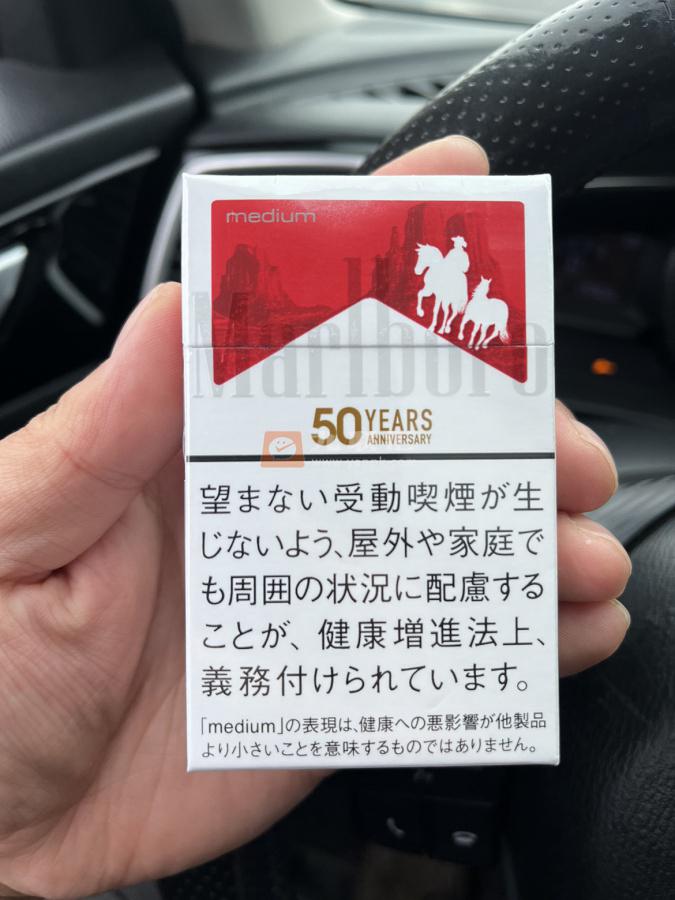 medium
Marlboro
50 YEARS
ANNIVERSARY
望まない受動喫煙が生
じないよう、屋外や家庭で
も周囲の状況に配慮する
ことが、健康増進法上、
義務付けられています。
「medium」の表現は、健康への悪影響が他製品
より小さいことを意味するものではありません。